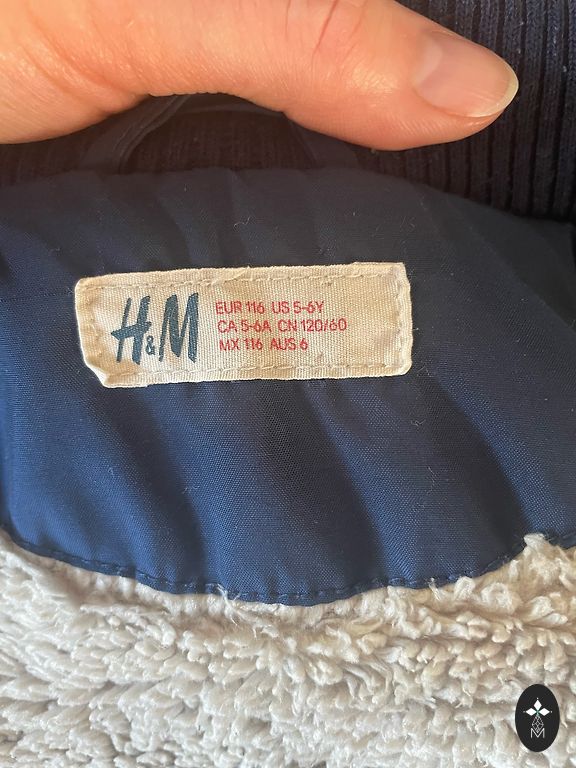 H&M
EUR 116 US 5-6Y
CA 5-6A CN 120/60
MX 116 AUS 6
M